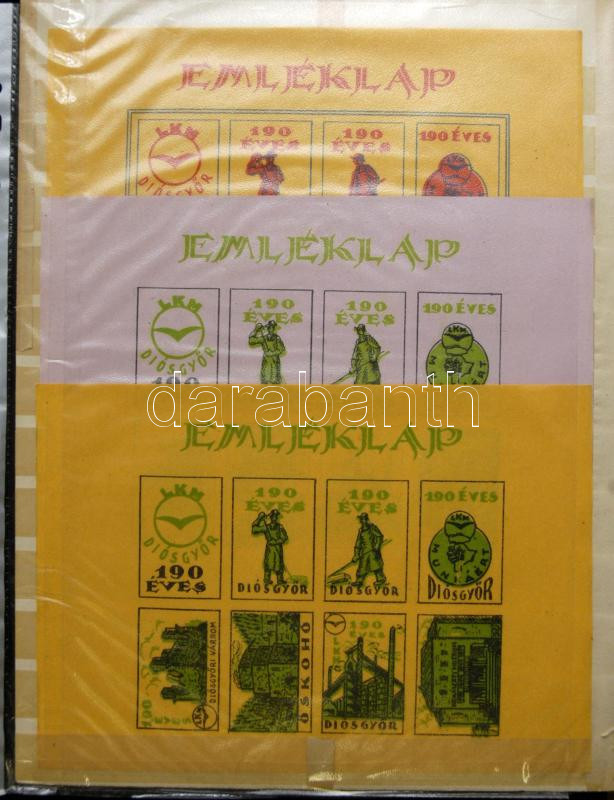 EMLÉKLAP
LKM
DIÓSGYŐR
190
ÉVES
190
ÉVES
190 ÉVES
EMLÉKLAP
LKM
DIÓSGYŐR
190
190
ÉVES
190
ÉVES
190 ÉVES
LKM
darabanth
EMLÉKLAP
LKM
DIÓSGYŐR
190
ÉVES
190
ÉVES
DIÓSGYŐR
190
ÉVES
DIÓSGYŐR
190 ÉVES
LKM
MUNKÁÉRT
DIÓSGYŐR
DIÓSGYŐRI VÁRROM
190
ÉVES
LKM
ŐSKOHÓ
190
ÉVES
DIÓSGYŐR